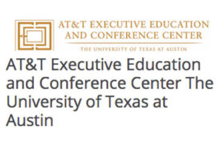 AT&T EXECUTIVE EDUCATION
AND CONFERENCE CENTER
THE UNIVERSITY OF TEXAS AT AUSTIN
AT&T Executive Education
and Conference Center The
University of Texas at
Austin